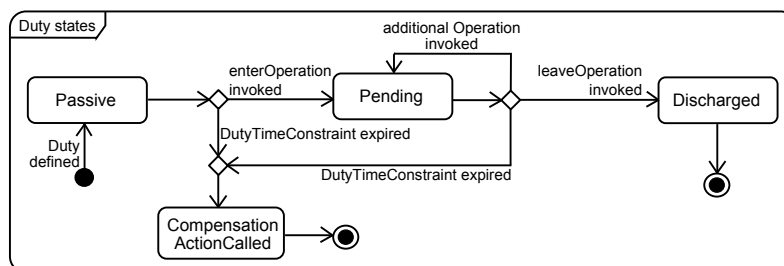 Duty states
additional Operation
invoked
enterOperation
invoked
leaveOperation
invoked
Passive
Pending
Discharged
DutyTimeConstraint expired
Duty
defined
DutyTimeConstraint expired
Compensation
ActionCalled